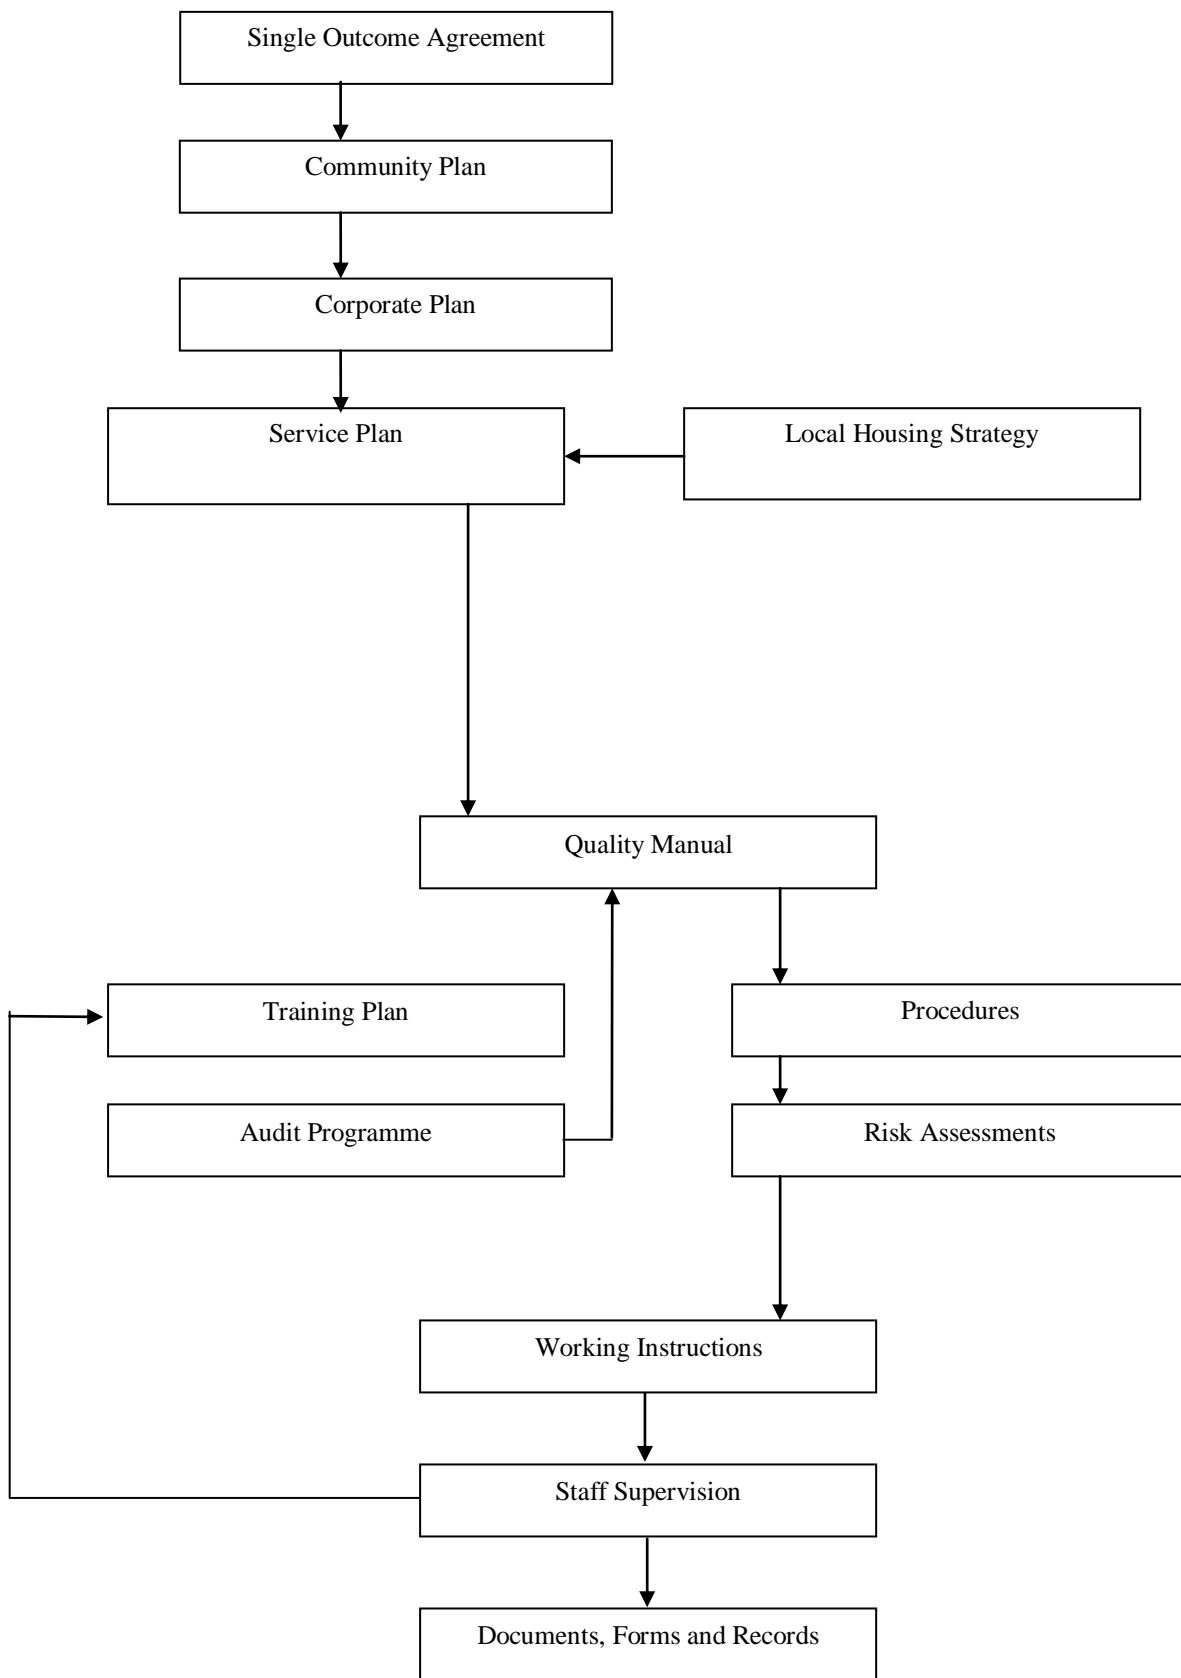 Single Outcome Agreement
Community Plan
Corporate Plan
Service Plan
Local Housing Strategy
Quality Manual
Training Plan
Procedures
Audit Programme
Risk Assessments
Working Instructions
Staff Supervision
Documents, Forms and Records